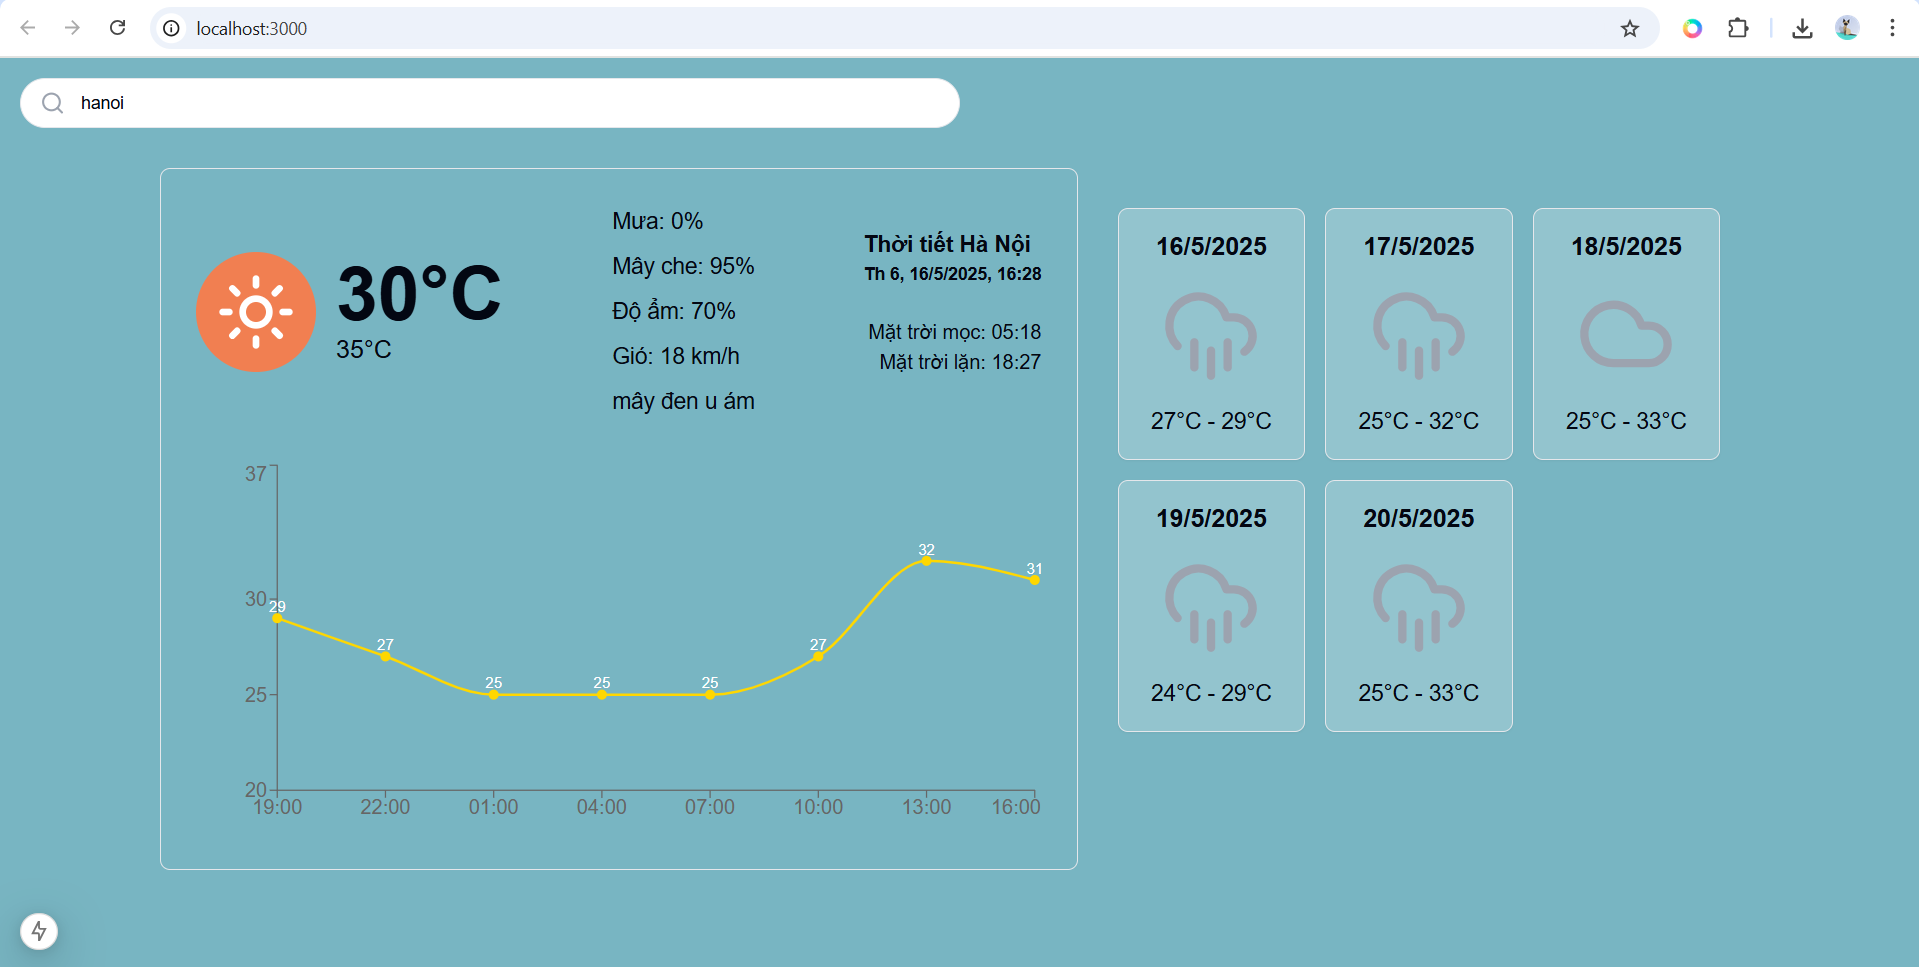 localhost:3000
hanoi
30°C
35°C
Mưa: 0%
Mây che: 95%
Độ ẩm: 70%
Gió: 18 km/h
mây đen u ám
Thời tiết Hà Nội
Th 6, 16/5/2025, 16:28
Mặt trời mọc: 05:18
Mặt trời lặn: 18:27
37
30
25
20
29
27
25
25
25
27
32
31
19:00
22:00
01:00
04:00
07:00
10:00
13:00
16:00
16/5/2025
27°C - 29°C
17/5/2025
25°C - 32°C
18/5/2025
25°C - 33°C
19/5/2025
24°C - 29°C
20/5/2025
25°C - 33°C